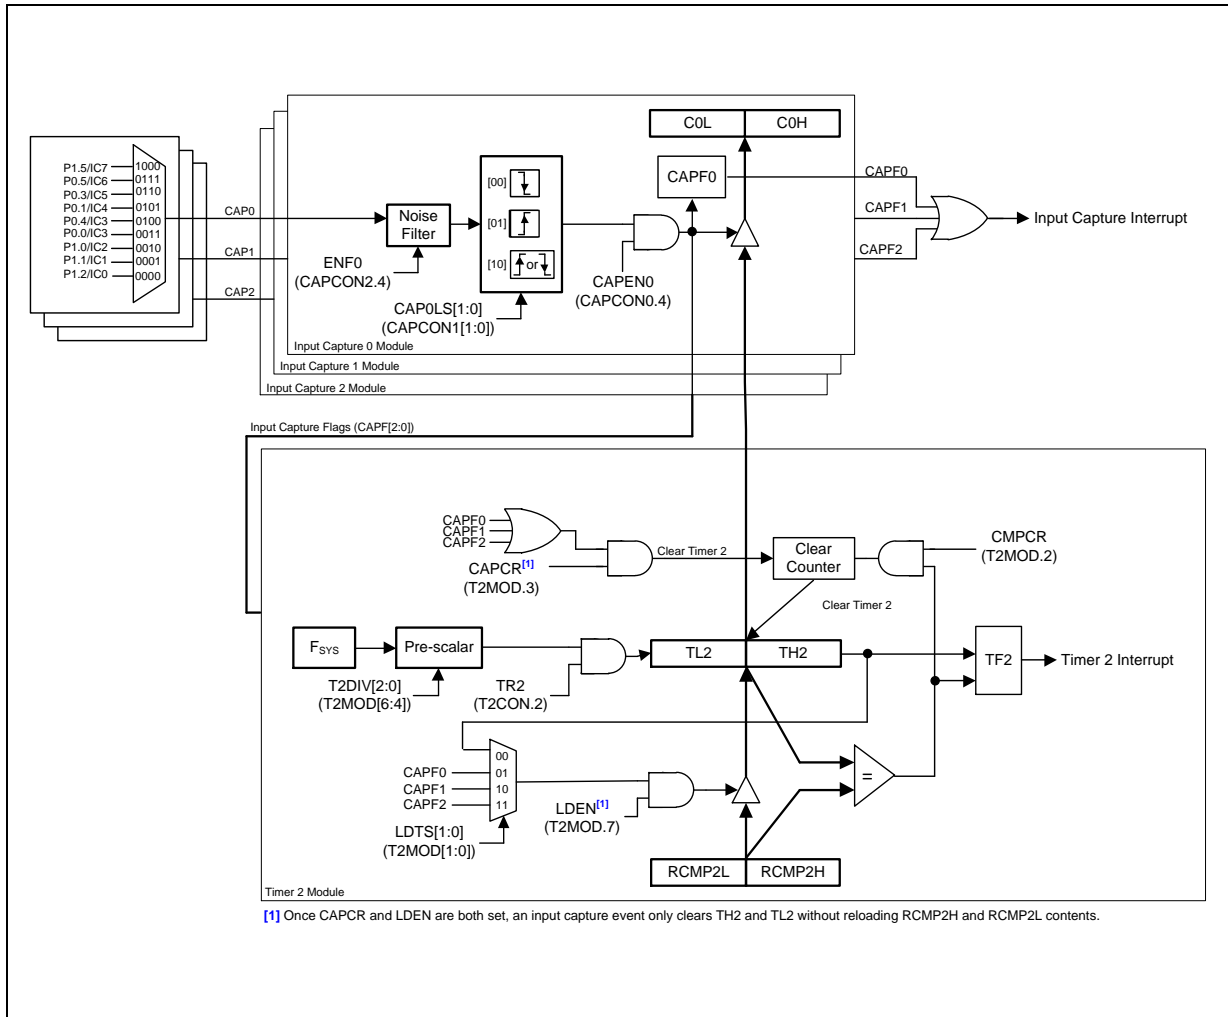 C0L
C0H
P1.5/IC7
P0.5/IC6
P0.3/IC5
P0.1/IC4
P0.4/IC3
P0.0/IC3
P1.0/IC2
P1.1/IC1
P1.2/IC0
1000
0111
0110
0101
0100
0011
0010
0001
0000
CAP0
CAP1
CAP2
Noise
Filter
ENF0
(CAPCON2.4)
[00]
[01]
[10]
or
CAP0LS[1:0]
(CAPCON1[1:0])
CAPEN0
(CAPCON0.4)
CAPF0
CAPF0
CAPF1
CAPF2
Input Capture Interrupt
Input Capture 0 Module
Input Capture 1 Module
Input Capture 2 Module
Input Capture Flags (CAPF[2:0])
CAPF0
CAPF1
CAPF2
CAPCR[1]
(T2MOD.3)
Clear Timer 2
Clear
Counter
CMPCR
(T2MOD.2)
Clear Timer 2
FSYS
Pre-scalar
T2DIV[2:0]
(T2MOD[6:4])
TR2
(T2CON.2)
TL2
TH2
TF2
Timer 2 Interrupt
CAPF0
CAPF1
CAPF2
00
01
10
11
LDTS[1:0]
(T2MOD[1:0])
LDEN[1]
(T2MOD.7)
=
RCMP2L
RCMP2H
Timer 2 Module
[1] Once CAPCR and LDEN are both set, an input capture event only clears TH2 and TL2 without reloading RCMP2H and RCMP2L contents.